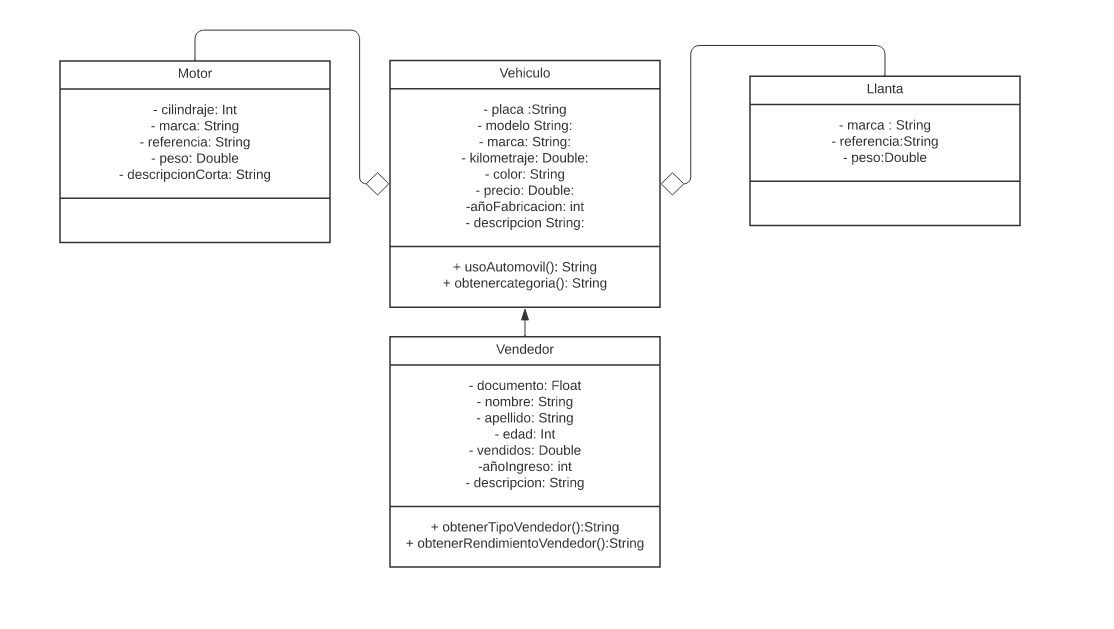 Motor
- cilindraje: Int
- marca: String
- referencia: String
- peso: Double
- descripcionCorta: String
Vehiculo
- placa :String
- modelo String:
- marca: String:
- kilometraje: Double:
- color: String
- precio: Double:
-añoFabricacion: int
- descripcion String:
+ usoAutomovil(): String
+ obtenercategoria(): String
Llanta
- marca : String
- referencia:String
- peso:Double
Vendedor
- documento: Float
- nombre: String
- apellido: String
- edad: Int
- vendidos: Double
-añoIngreso: int
- descripcion: String
+ obtenerTipoVendedor():String
+ obtenerRendimientoVendedor():String